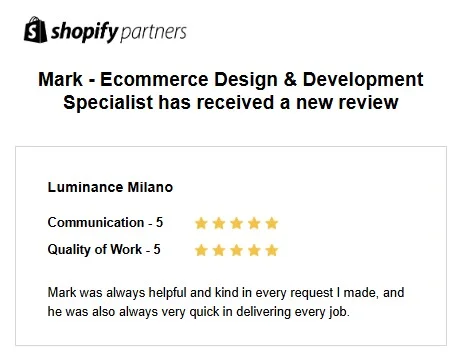 shopify partners
Mark - Ecommerce Design & Development
Specialist has received a new review
Luminance Milano
Communication - 5
Quality of Work - 5
Mark was always helpful and kind in every request I made, and
he was also always very quick in delivering every job.